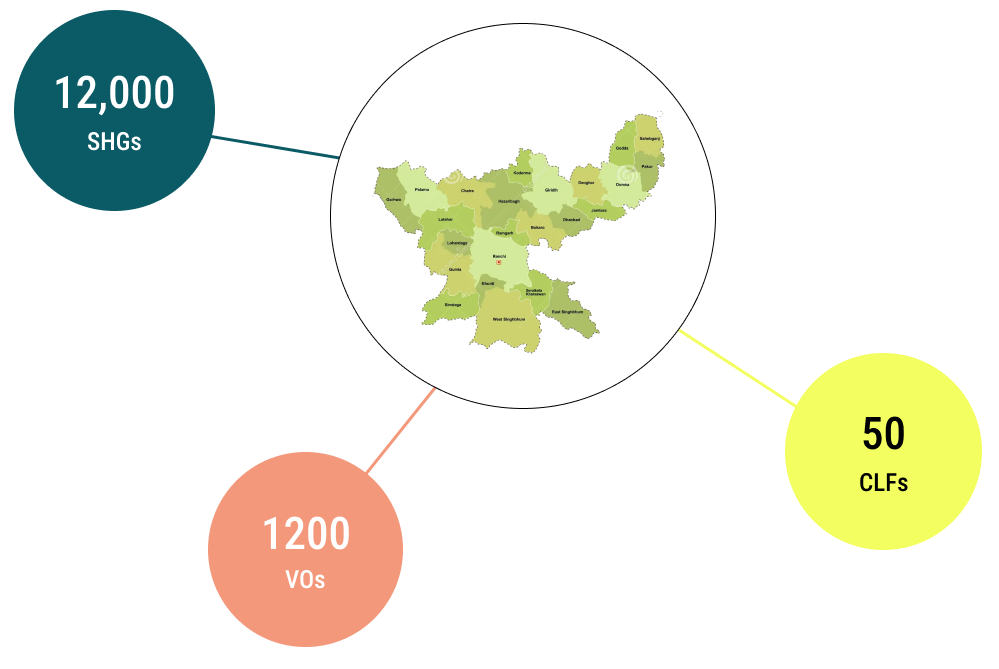 12,000
SHGs
Sahebganj
Godda
Pakur
Koderma
Deoghar
Dumka
Palamu
Chatra
Giridih
Garhwa
Hazaribagh
Jamtara
Latehar
Dhanbad
Bokaro
Ramgarh
Lohardaga
Ranchi
Gumla
Khunti
Saraikela
Kharsawan
Simdega
East Singhbhum
West Singhbhum
50
CLFs
1200
VOs